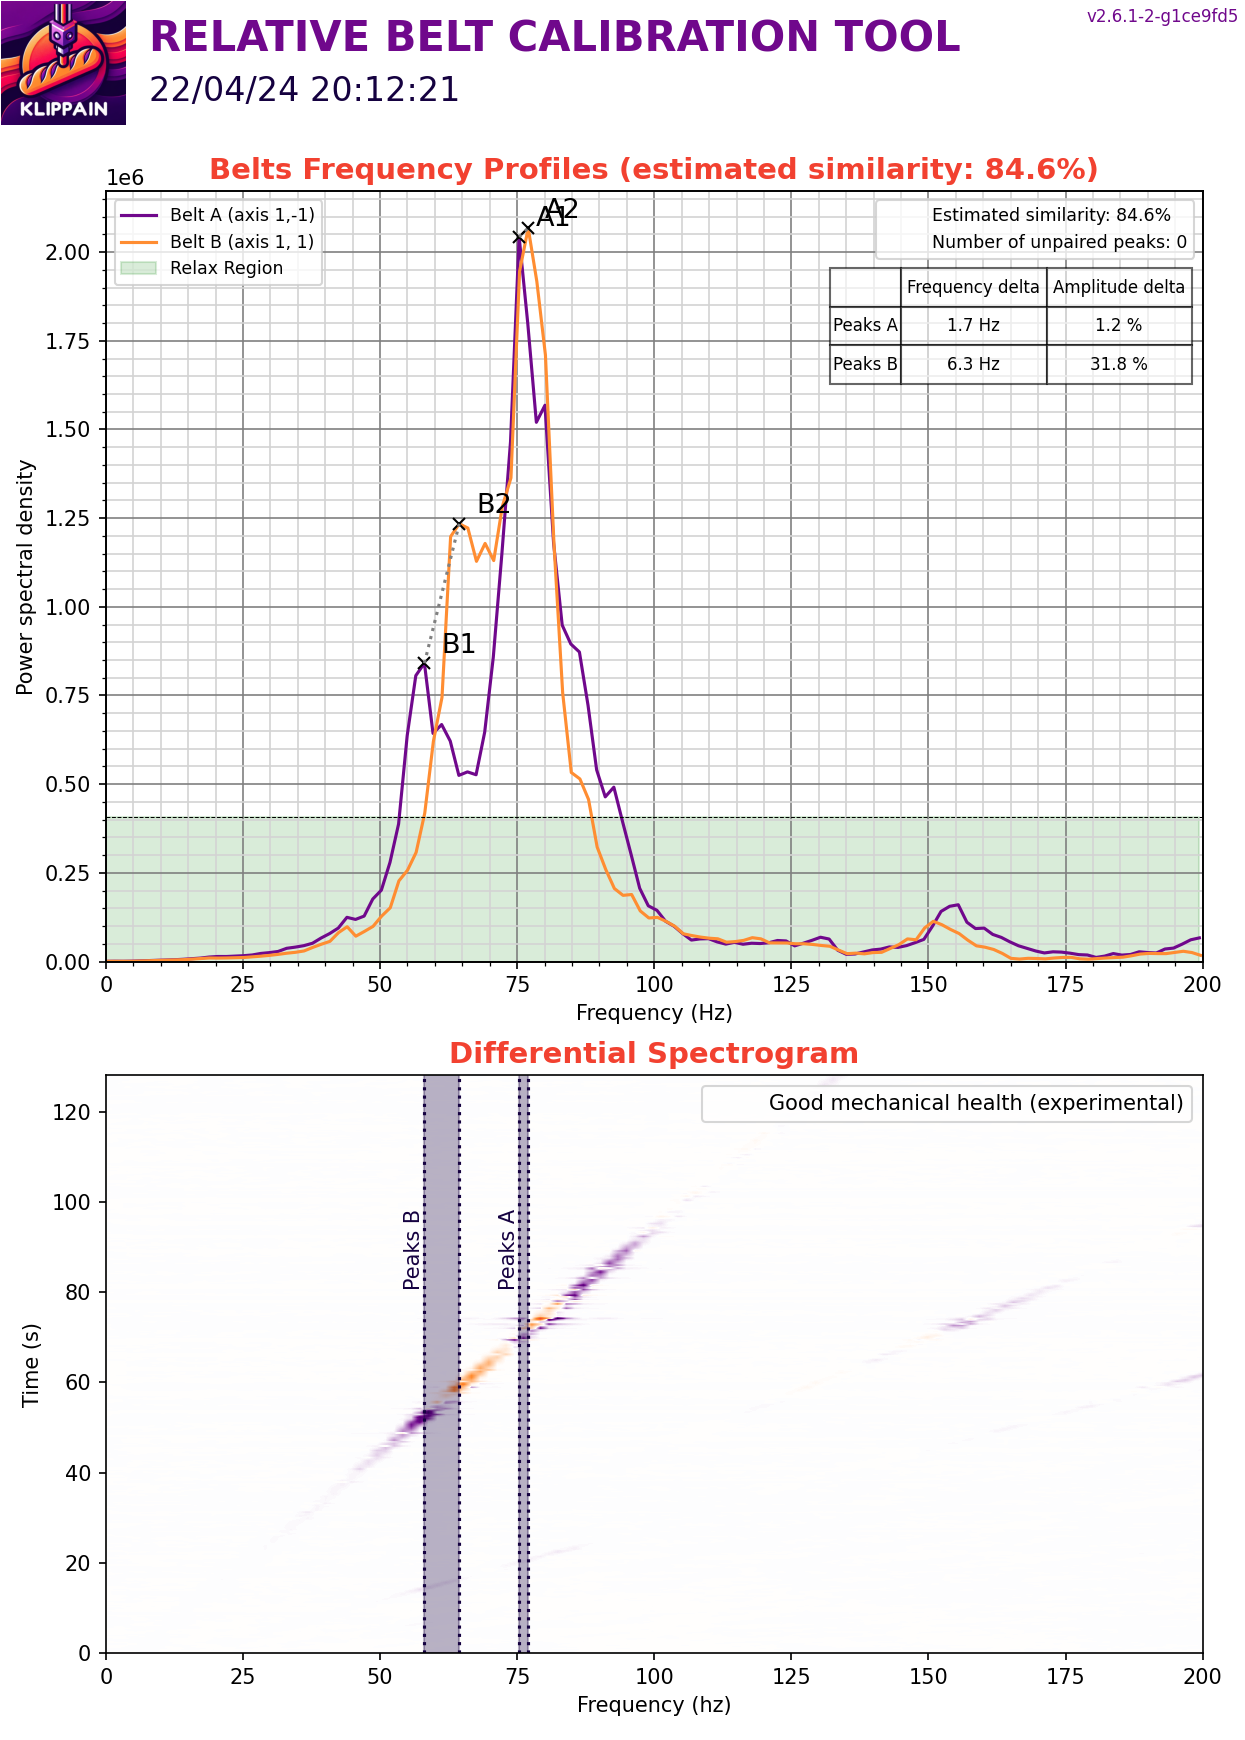 KLIPPAIN
RELATIVE BELT CALIBRATION TOOL
22/04/24 20:12:21
v2.6.1-2-g1ce9fd5
Belts Frequency Profiles (estimated similarity: 84.6%)
1e6
Belt A (axis 1,-1)
Belt B (axis 1, 1)
Relax Region
Estimated similarity: 84.6%
Number of unpaired peaks: 0
Frequency delta Amplitude delta
Peaks A 1.7 Hz 1.2 %
Peaks B 6.3 Hz 31.8 %
A1
A2
B2
B1
Power spectral density
2.00
1.75
1.50
1.25
1.00
0.75
0.50
0.25
0.00
0 25 50 75 100 125 150 175 200
Frequency (Hz)
Differential Spectrogram
Good mechanical health (experimental)
Peaks B
Peaks A
Time (s)
120
100
80
60
40
20
0
0 25 50 75 100 125 150 175 200
Frequency (hz)